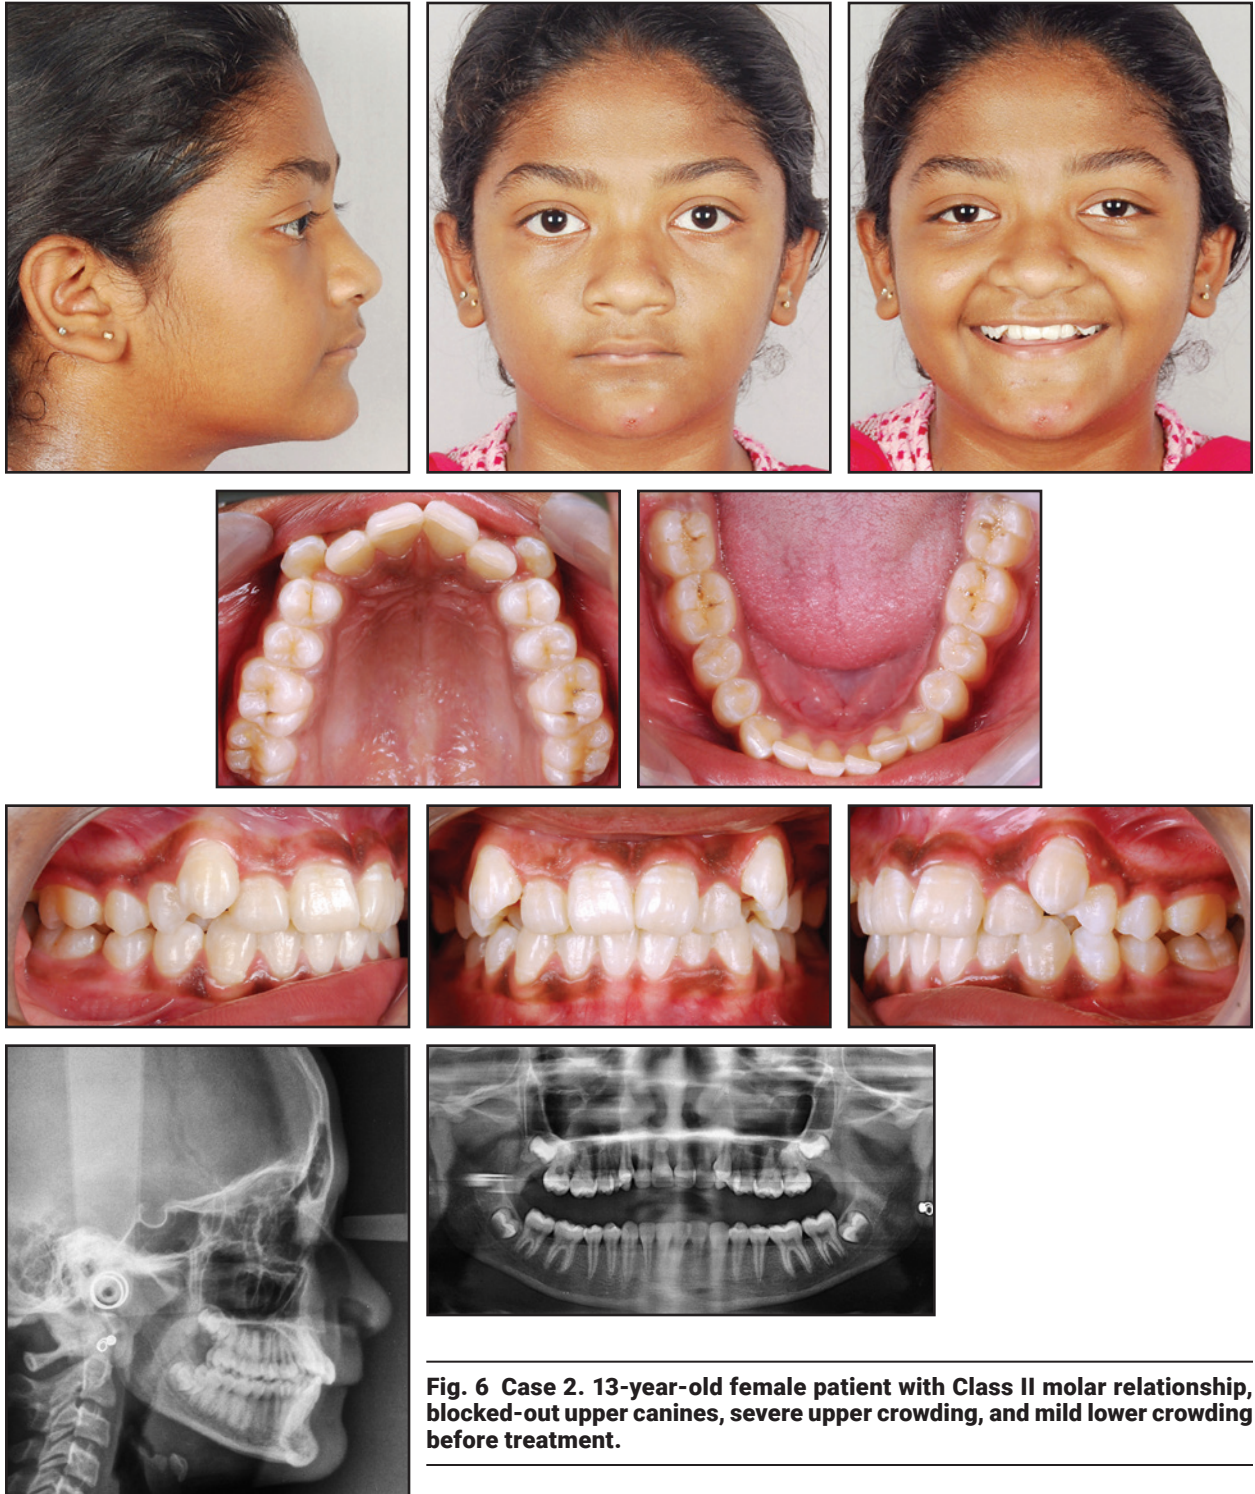 Fig. 6 Case 2. 13-year-old female patient with Class II molar relationship,
blocked-out upper canines, severe upper crowding, and mild lower crowding
before treatment.